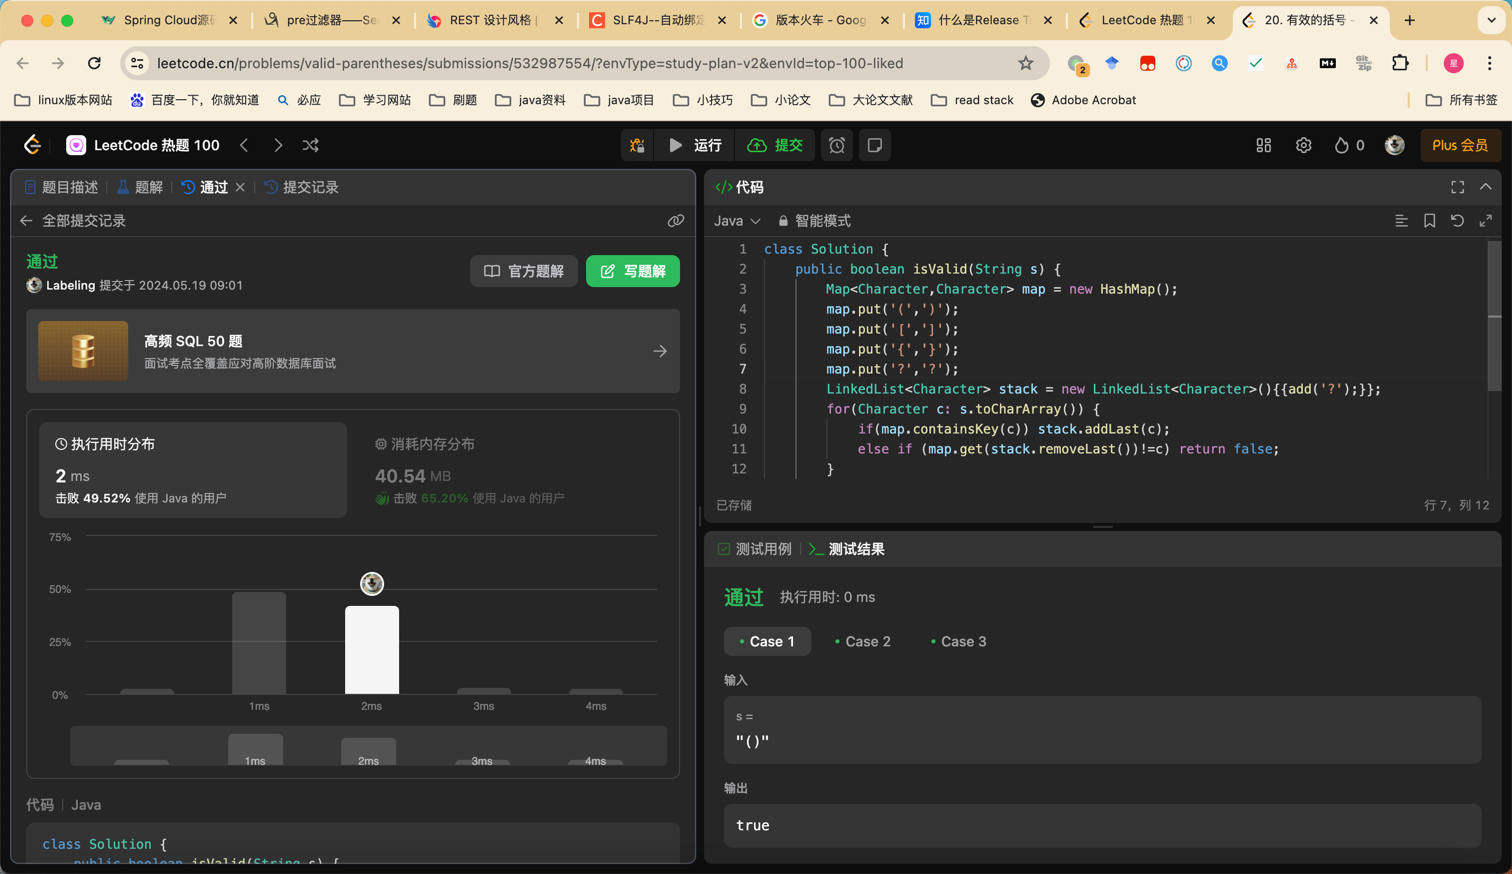 Spring Cloud源
pre过滤器——Se
REST 设计风格 |
SLF4J--自动绑定
版本火车 - Goog
什么是Release T
LeetCode 热题 1
20. 有效的括号 -
leetcode.cn/problems/valid-parentheses/submissions/532987554/?envType=study-plan-v2&envId=top-100-liked
2
星
linux版本网站
百度一下，你就知道
必应
学习网站
刷题
java资料
java项目
小技巧
小论文
大论文文献
read stack
Adobe Acrobat
所有书签
LeetCode 热题 100
运行
提交
0
Plus 会员
题目描述
题解
通过
提交记录
全部提交记录
通过
Labeling 提交于 2024.05.19 09:01
官方题解
写题解
高频 SQL 50 题
面试考点全覆盖应对高阶数据库面试
执行用时分布
2 ms
击败 49.52% 使用 Java 的用户
消耗内存分布
40.54 MB
击败 65.20% 使用 Java 的用户
75%
50%
25%
0%
1ms
2ms
3ms
4ms
1ms
2ms
3ms
4ms
代码 | Java
class Solution {
public boolean isValid(String s) {
</> 代码
Java
智能模式
1 class Solution {
2 public boolean isValid(String s) {
3 Map<Character,Character> map = new HashMap();
4 map.put('(',')');
5 map.put('[',']');
6 map.put('{','}');
7 map.put('?','?');
8 LinkedList<Character> stack = new LinkedList<Character>(){{add('?');}};
9 for(Character c: s.toCharArray()) {
10 if(map.containsKey(c)) stack.addLast(c);
11 else if (map.get(stack.removeLast())!=c) return false;
12 }
已存储
行 7，列 12
测试用例
>_ 测试结果
通过
执行用时: 0 ms
Case 1
Case 2
Case 3
输入
s =
"()"
输出
true